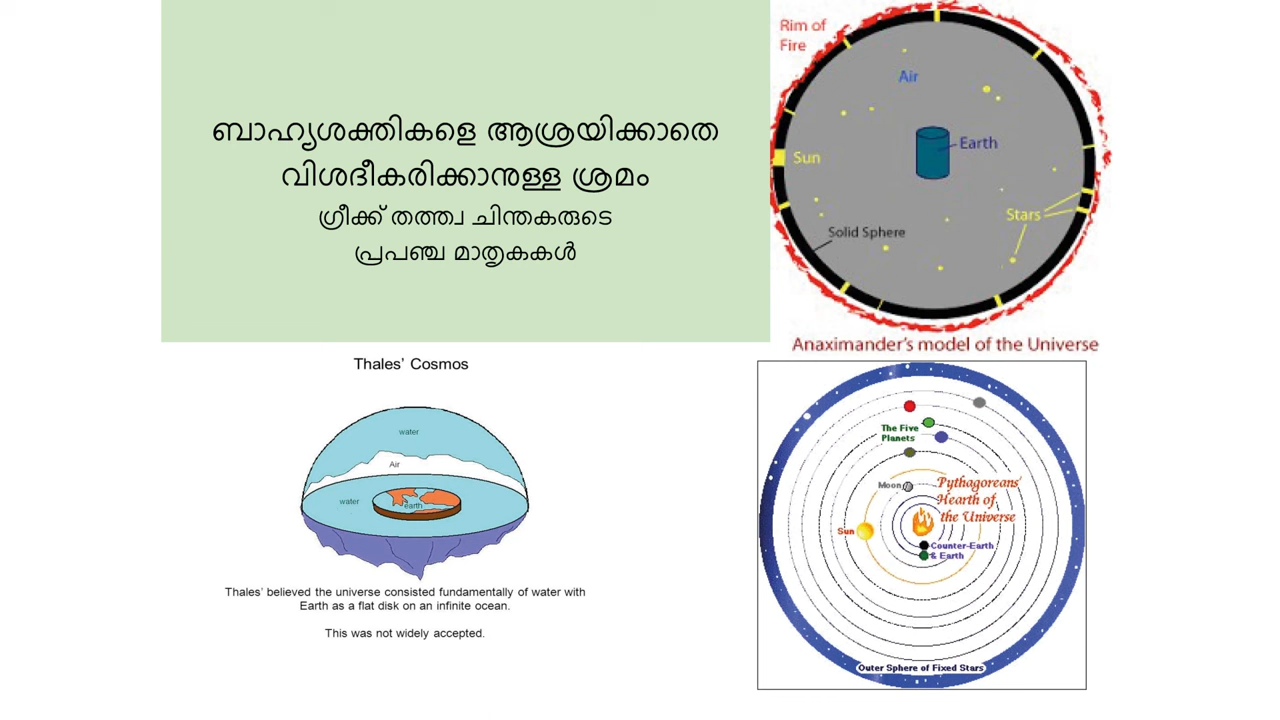 ബാഹ്യശക്തികളെ ആശ്രയിക്കാതെ
വിശദീകരിക്കാനുള്ള ശ്രമം
ഗ്രീക്ക് തത്ത്വ ചിന്തകരുടെ
പ്രപഞ്ച മാതൃകകൾ
Rim of
Fire
Air
Earth
Sun
Stars
Solid Sphere
Anaximander's model of the Universe
Thales' Cosmos
water
Air
water
earth
Thales' believed the universe consisted fundamentally of water with
Earth as a flat disk on an infinite ocean.
This was not widely accepted.
The Five
Planets
Moon
Pythagoreans'
Hearth of
the Universe
Sun
Counter-Earth
& Earth
Outer Sphere of Fixed Stars